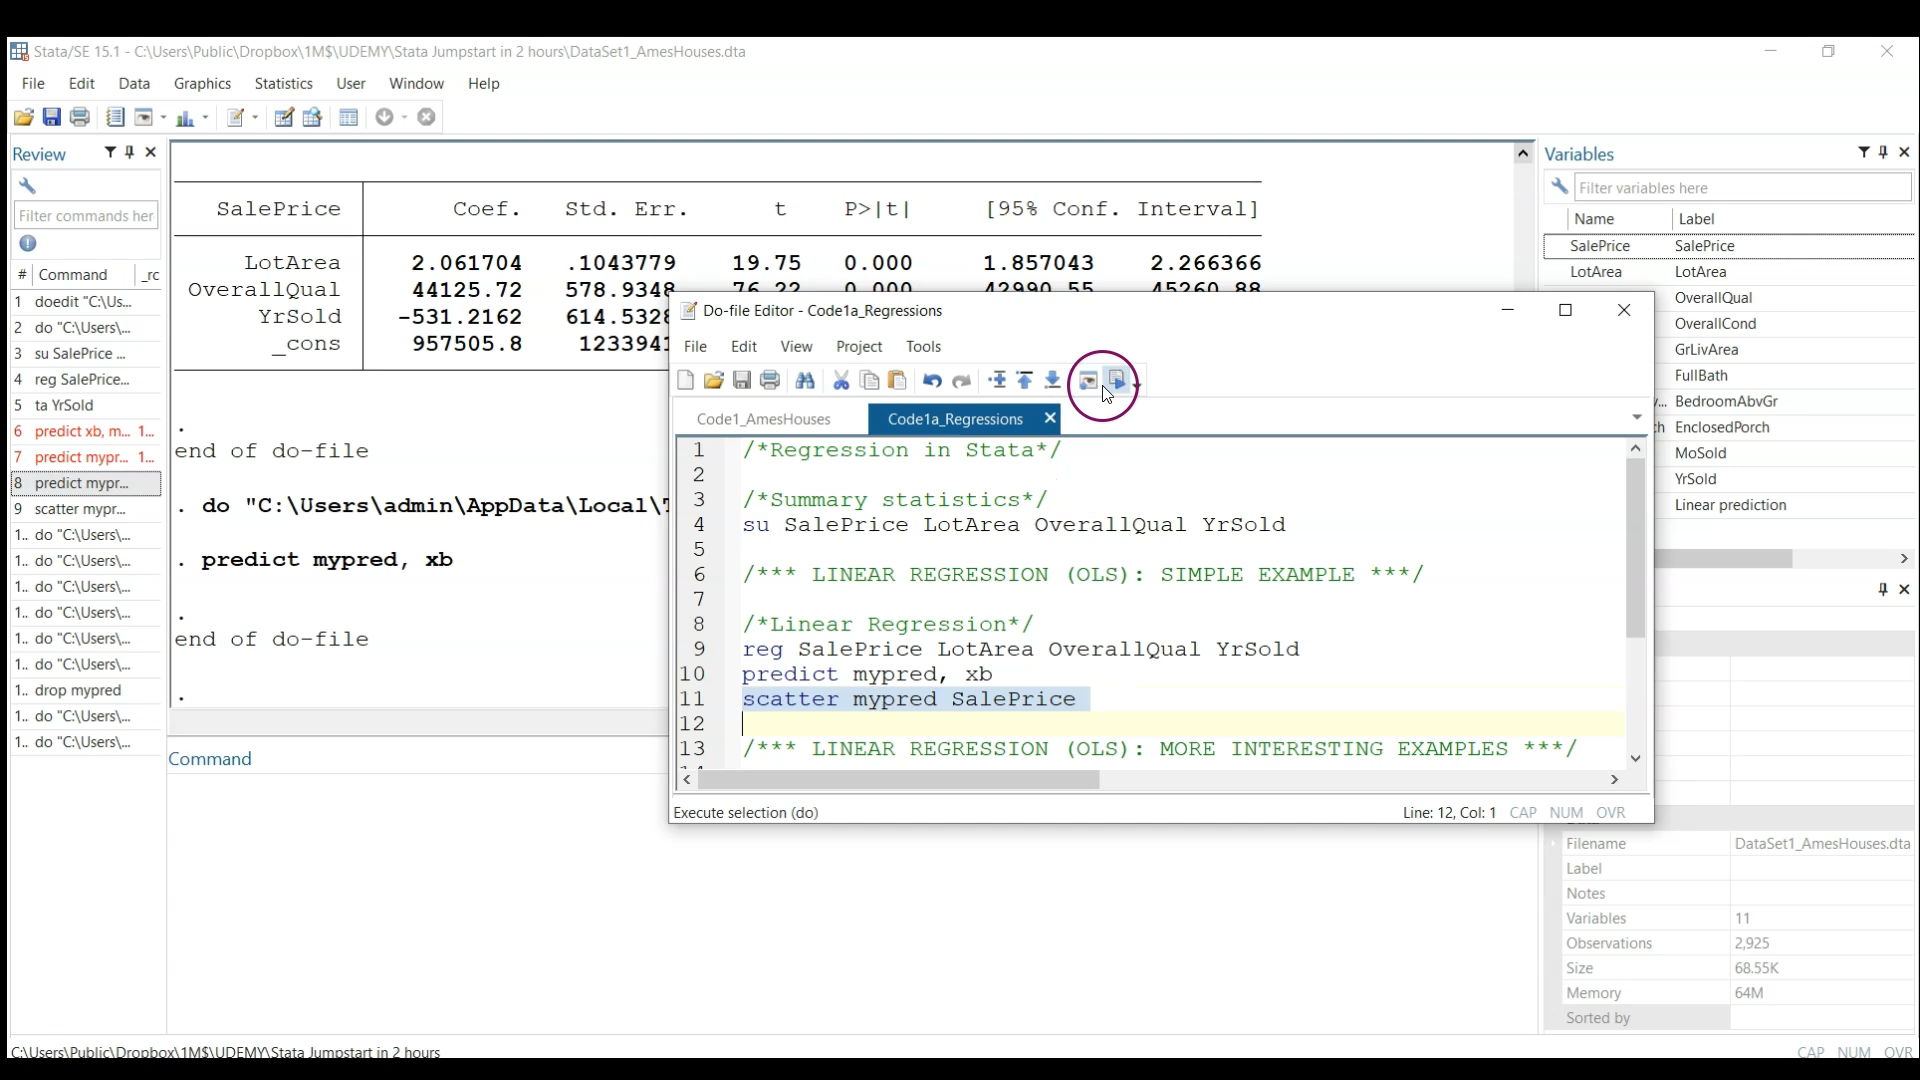 Stata/SE 15.1 - C:\Users\Public\Dropbox\1M$\UDEMY\Stata Jumpstart in 2 hours\DataSet1_AmesHouses.dta
File Edit Data Graphics Statistics User Window Help
Review
Filter commands her
# Command _rc
1 doedit "C:\Us...
2 do "C:\Users\...
3 su SalePrice ...
4 reg SalePrice...
5 ta YrSold
6 predict xb, m... 1...
7 predict mypr... 1...
8 predict mypr...
9 scatter mypr...
1.. do "C:\Users\...
1.. do "C:\Users\...
1.. do "C:\Users\...
1.. do "C:\Users\...
1.. do "C:\Users\...
1.. do "C:\Users\...
1.. drop mypred
1.. do "C:\Users\...
1.. do "C:\Users\...
SalePrice Coef. Std. Err. t P>|t| [95% Conf. Interval]
LotArea 2.061704 .1043779 19.75 0.000 1.857043 2.266366
OverallQual 44125.72 578.9348 76.22 0.000 42990.55 45260.88
YrSold -531.2162 614.5328
_cons 957505.8 1233941
.
end of do-file
. do "C:\Users\admin\AppData\Local\
. predict mypred, xb
.
end of do-file
.
Command
Do-file Editor - Code1a_Regressions
File Edit View Project Tools
Code1_AmesHouses Code1a_Regressions
1 /*Regression in Stata*/
2
3 /*Summary statistics*/
4 su SalePrice LotArea OverallQual YrSold
5
6 /*** LINEAR REGRESSION (OLS): SIMPLE EXAMPLE ***/
7
8 /*Linear Regression*/
9 reg SalePrice LotArea OverallQual YrSold
10 predict mypred, xb
11 scatter mypred SalePrice
12
13 /*** LINEAR REGRESSION (OLS): MORE INTERESTING EXAMPLES ***/
Execute selection (do) Line: 12, Col: 1 CAP NUM OVR
Variables
Filter variables here
Name Label
SalePrice SalePrice
LotArea LotArea
OverallQual
OverallCond
GrLivArea
FullBath
... BedroomAbvGr
ch EnclosedPorch
MoSold
YrSold
Linear prediction
Filename DataSet1_AmesHouses.dta
Label
Notes
Variables 11
Observations 2,925
Size 68.55K
Memory 64M
Sorted by
C:\Users\Public\Dropbox\1M$\UDEMY\Stata Jumpstart in 2 hours CAP NUM OVR